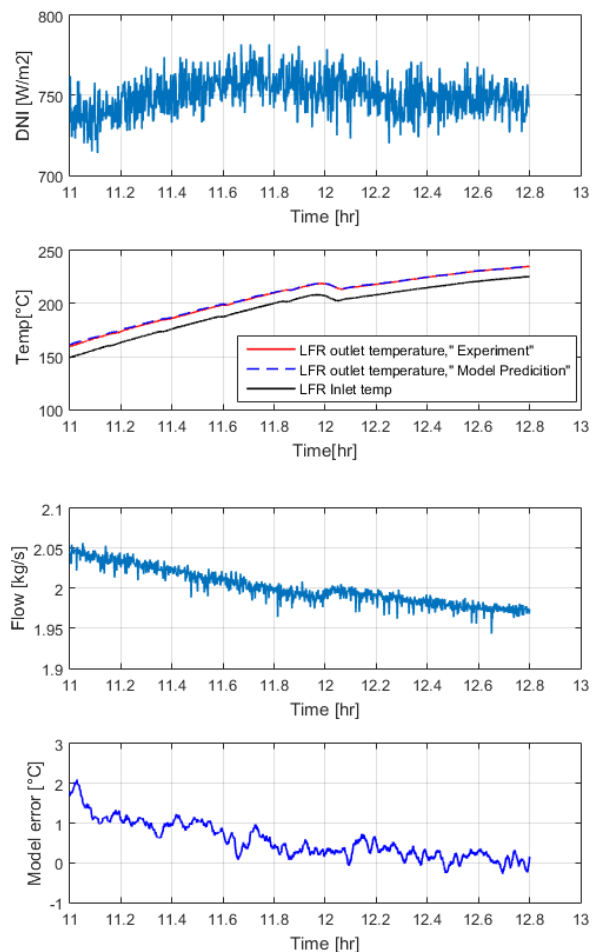 800
750
700
DNI [W/m2]
11 11.2 11.4 11.6 11.8 12 12.2 12.4 12.6 12.8 13
Time [hr]
250
200
150
100
Temp[°C]
LFR outlet temperature," Experiment"
LFR outlet temperature," Model Predicition"
LFR Inlet temp
11 11.2 11.4 11.6 11.8 12 12.2 12.4 12.6 12.8 13
Time[hr]
2.1
2.05
2
1.95
1.9
Flow [kg/s]
11 11.2 11.4 11.6 11.8 12 12.2 12.4 12.6 12.8 13
Time [hr]
3
2
1
0
-1
Model error [°C]
11 11.2 11.4 11.6 11.8 12 12.2 12.4 12.6 12.8 13
Time [hr]